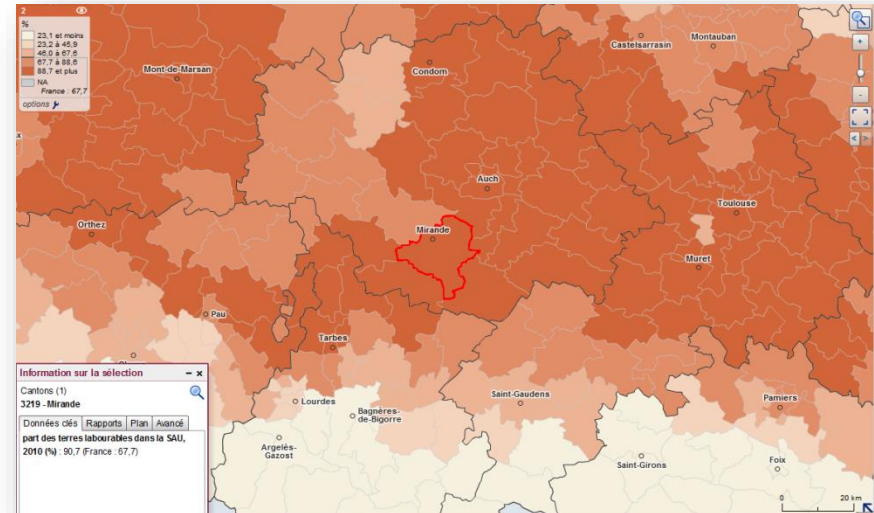 2
%
23,1 et moins
23,2 à 45,9
46,0 à 67,6
67,7 à 88,6
88,7 et plus
NA
France : 67,7
options
Mont-de-Marsan
Condom
Castelsarrasin
Montauban
Auch
Toulouse
Orthez
Mirande
Muret
Pau
Tarbes
Saint-Gaudens
Pamiers
Lourdes
Bagnères-
de-Bigorre
Argelès-
Gazost
Saint-Girons
Foix
0 20 km
+
-
< >
Information sur la sélection - ×
Cantons (1)
3219 - Mirande
Données clés Rapports Plan Avancé
part des terres labourables dans la SAU,
2010 (%) : 90,7 (France : 67,7)